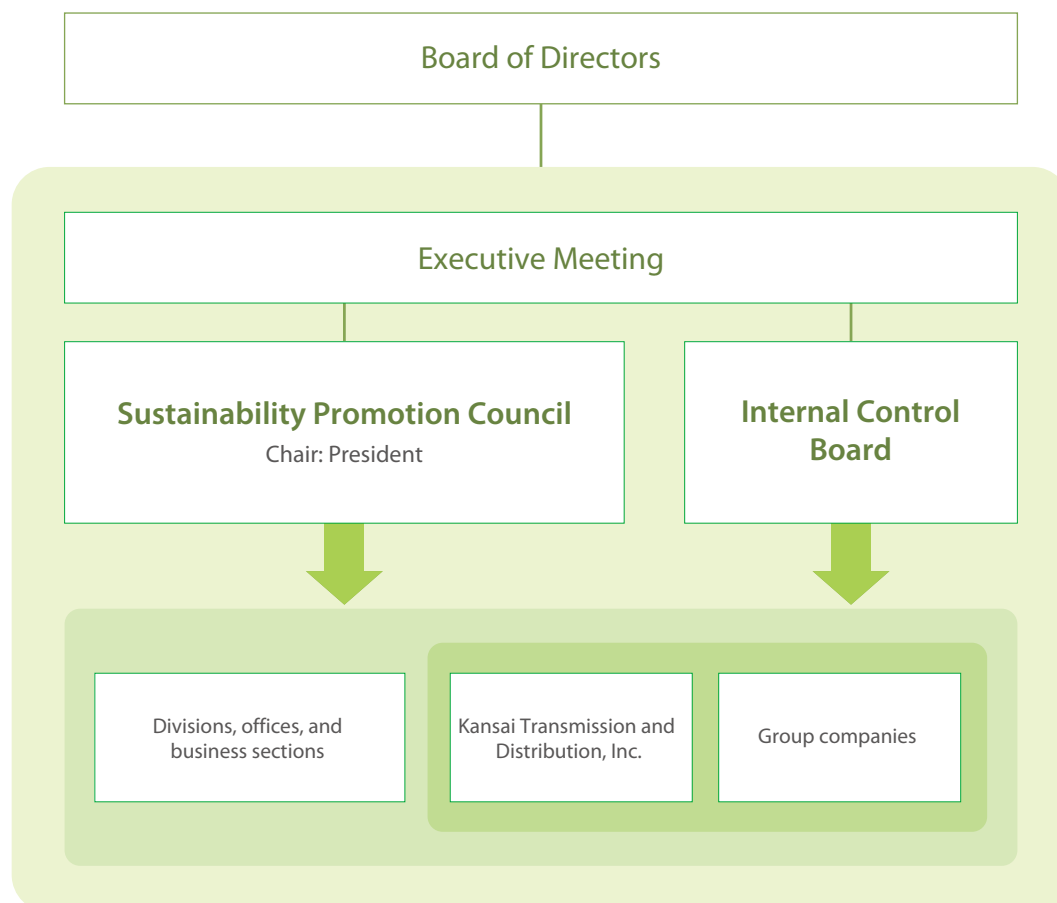 Board of Directors
Executive Meeting
Sustainability Promotion Council
Chair: President
Internal Control
Board
Divisions, offices, and
business sections
Kansai Transmission and
Distribution, Inc.
Group companies